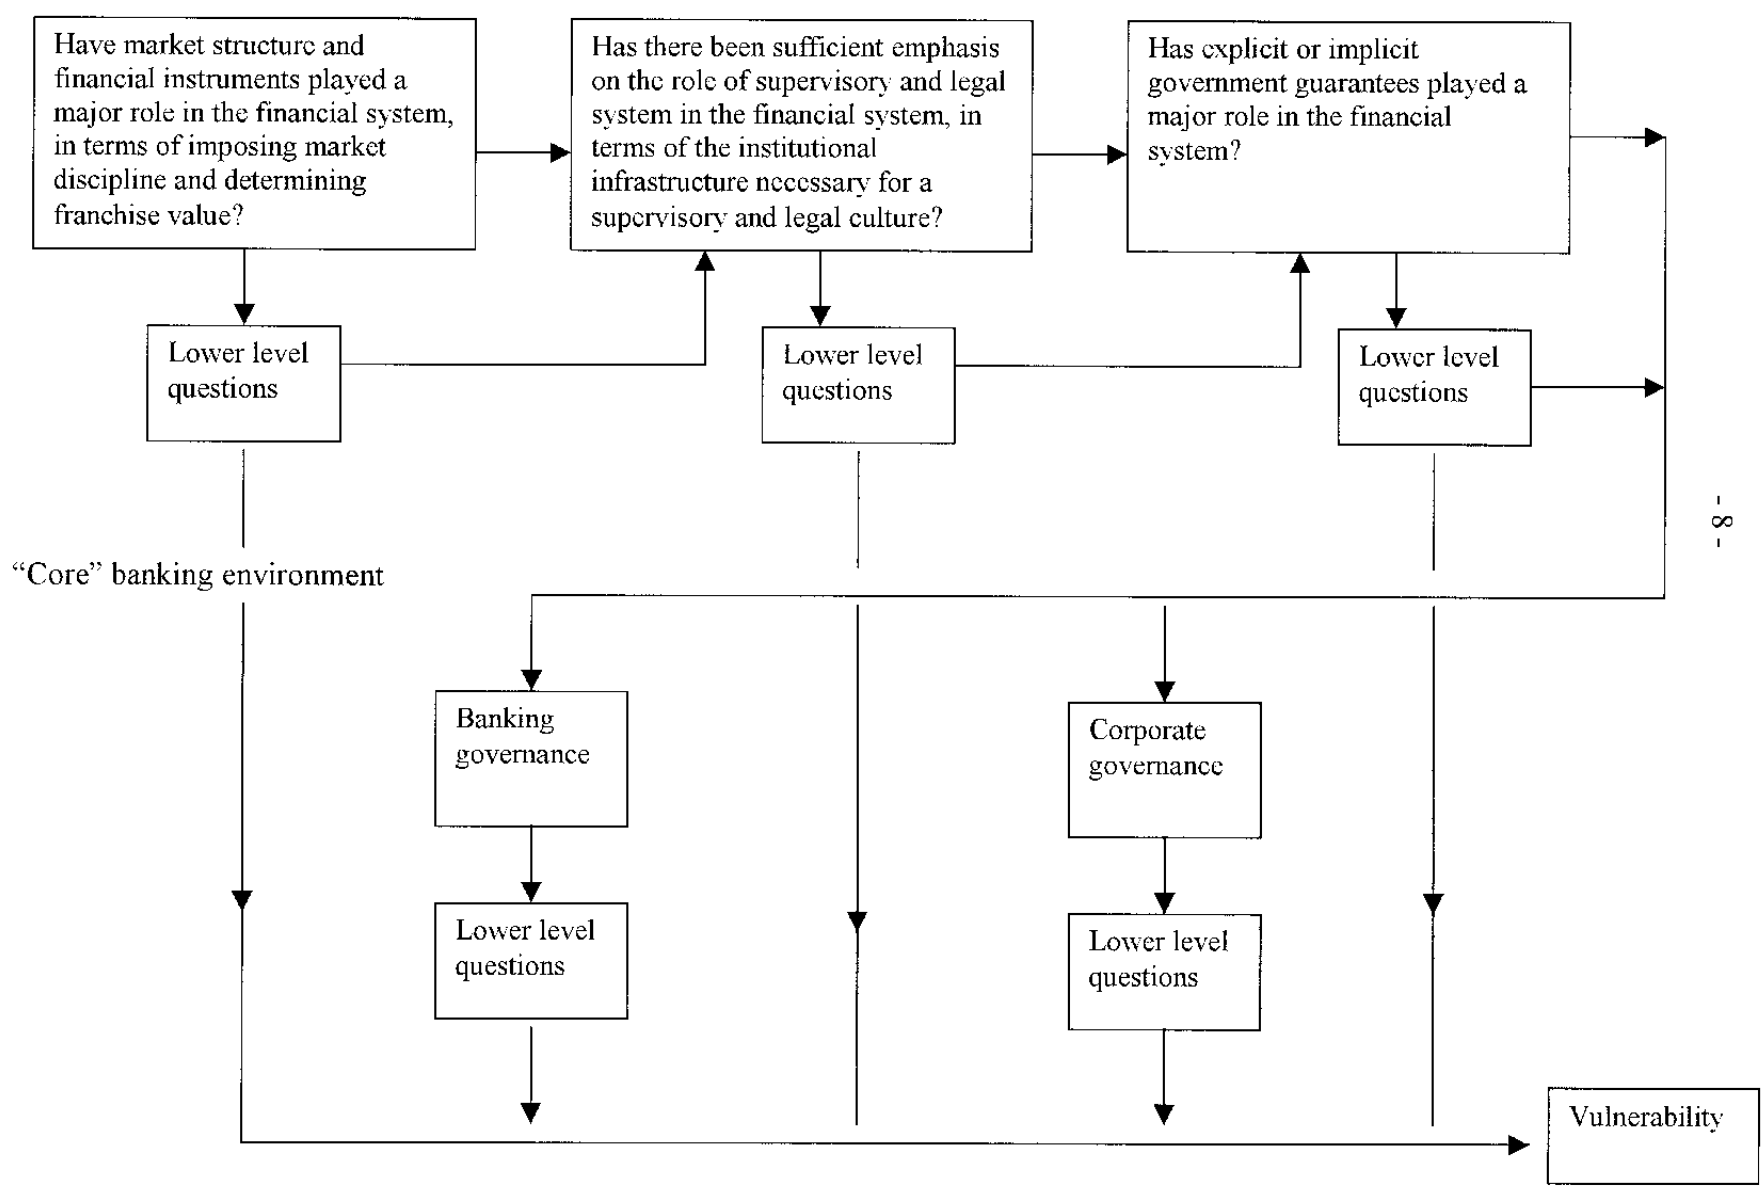 Have market structure and
financial instruments played a
major role in the financial system,
in terms of imposing market
discipline and determining
franchise value?
Has there been sufficient emphasis
on the role of supervisory and legal
system in the financial system, in
terms of the institutional
infrastructure necessary for a
supervisory and legal culture?
Has explicit or implicit
government guarantees played a
major role in the financial
system?
Lower level
questions
Lower level
questions
Lower level
questions
- 8 -
“Core” banking environment
Banking
governance
Corporate
governance
Lower level
questions
Lower level
questions
Vulnerability